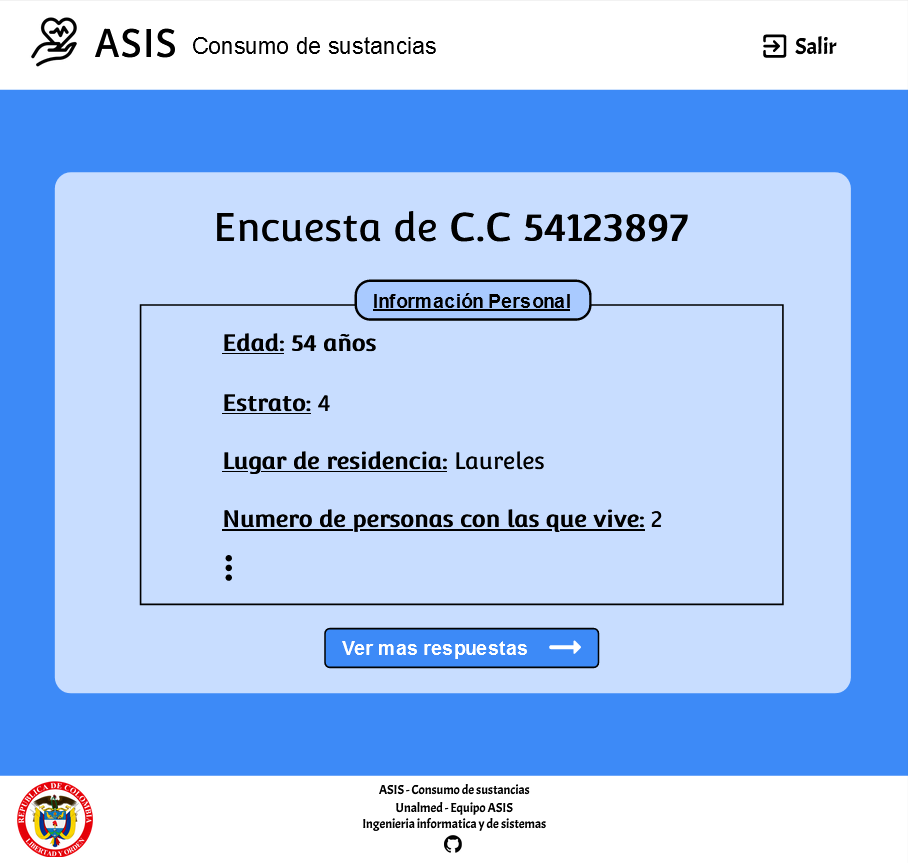 ASIS Consumo de sustancias
Salir
Encuesta de C.C 54123897
Información Personal
Edad: 54 años
Estrato: 4
Lugar de residencia: Laureles
Numero de personas con las que vive: 2
Ver mas respuestas
REPUBLICA DE COLOMBIA
LIBERTAD Y ORDEN
ASIS - Consumo de sustancias
Unalmed - Equipo ASIS
Ingenieria informatica y de sistemas